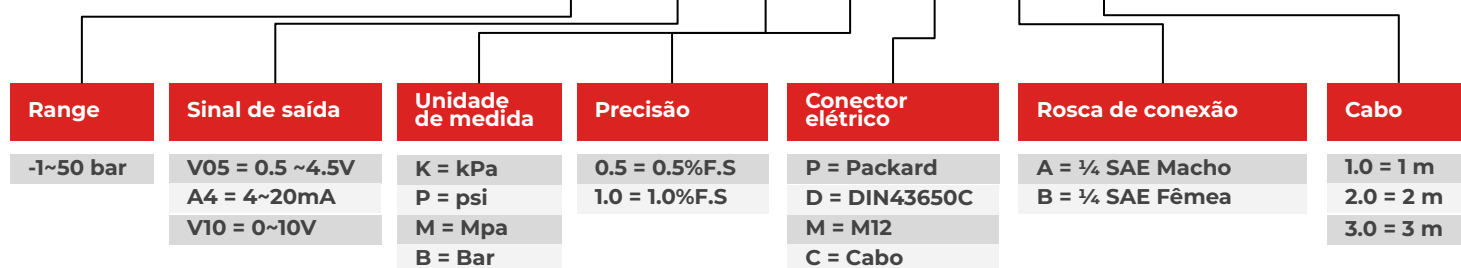 Range
-1~50 bar
Sinal de saída
V05 = 0.5 ~4.5V
A4 = 4~20mA
V10 = 0~10V
Unidade
de medida
K = kPa
P = psi
M = Mpa
B = Bar
Precisão
0.5 = 0.5%F.S
1.0 = 1.0%F.S
Conector
elétrico
P = Packard
D = DIN43650C
M = M12
C = Cabo
Rosca de conexão
A = ¼ SAE Macho
B = ¼ SAE Fêmea
Cabo
1.0 = 1 m
2.0 = 2 m
3.0 = 3 m